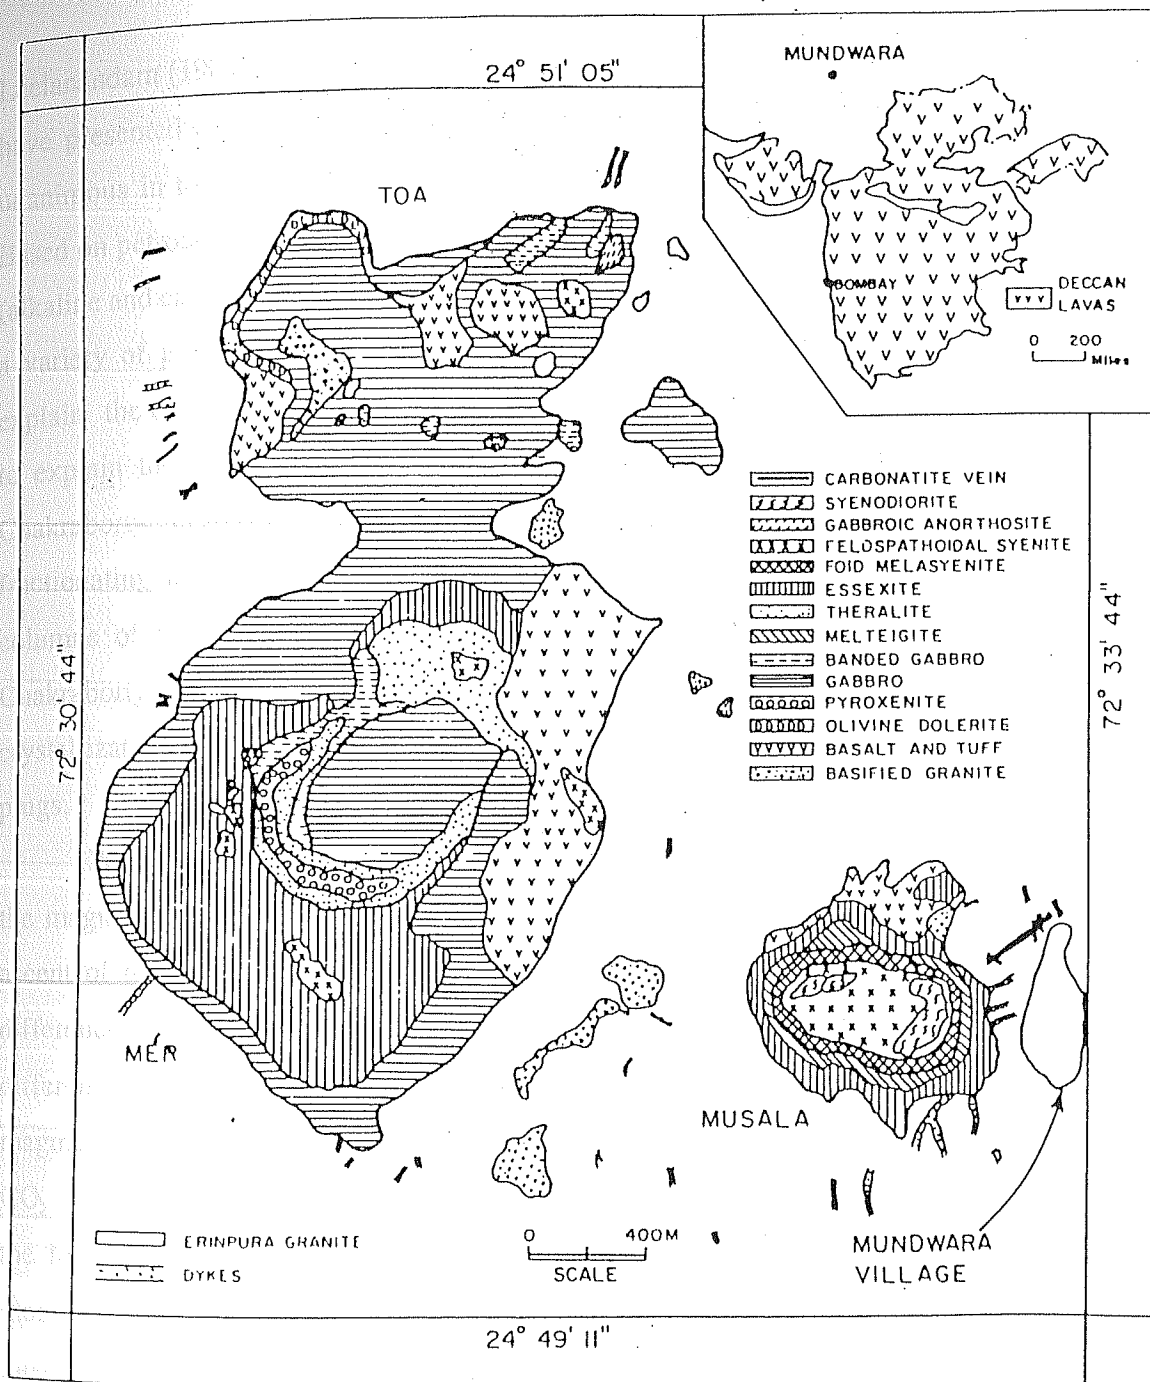 24° 51' 05"
MUNDWARA
BOMBAY
DECCAN
LAVAS
0 200
Miles
TOA
CARBONATITE VEIN
SYENODIORITE
GABBROIC ANORTHOSITE
FELDSPATHOIDAL SYENITE
FOID MELASYENITE
ESSEXITE
THERALITE
MELTEIGITE
BANDED GABBRO
GABBRO
PYROXENITE
OLIVINE DOLERITE
BASALT AND TUFF
BASIFIED GRANITE
72° 30' 44"
72° 33' 44"
MER
MUSALA
ERINPURA GRANITE
DYKES
0 400M
SCALE
MUNDWARA
VILLAGE
24° 49' 11"